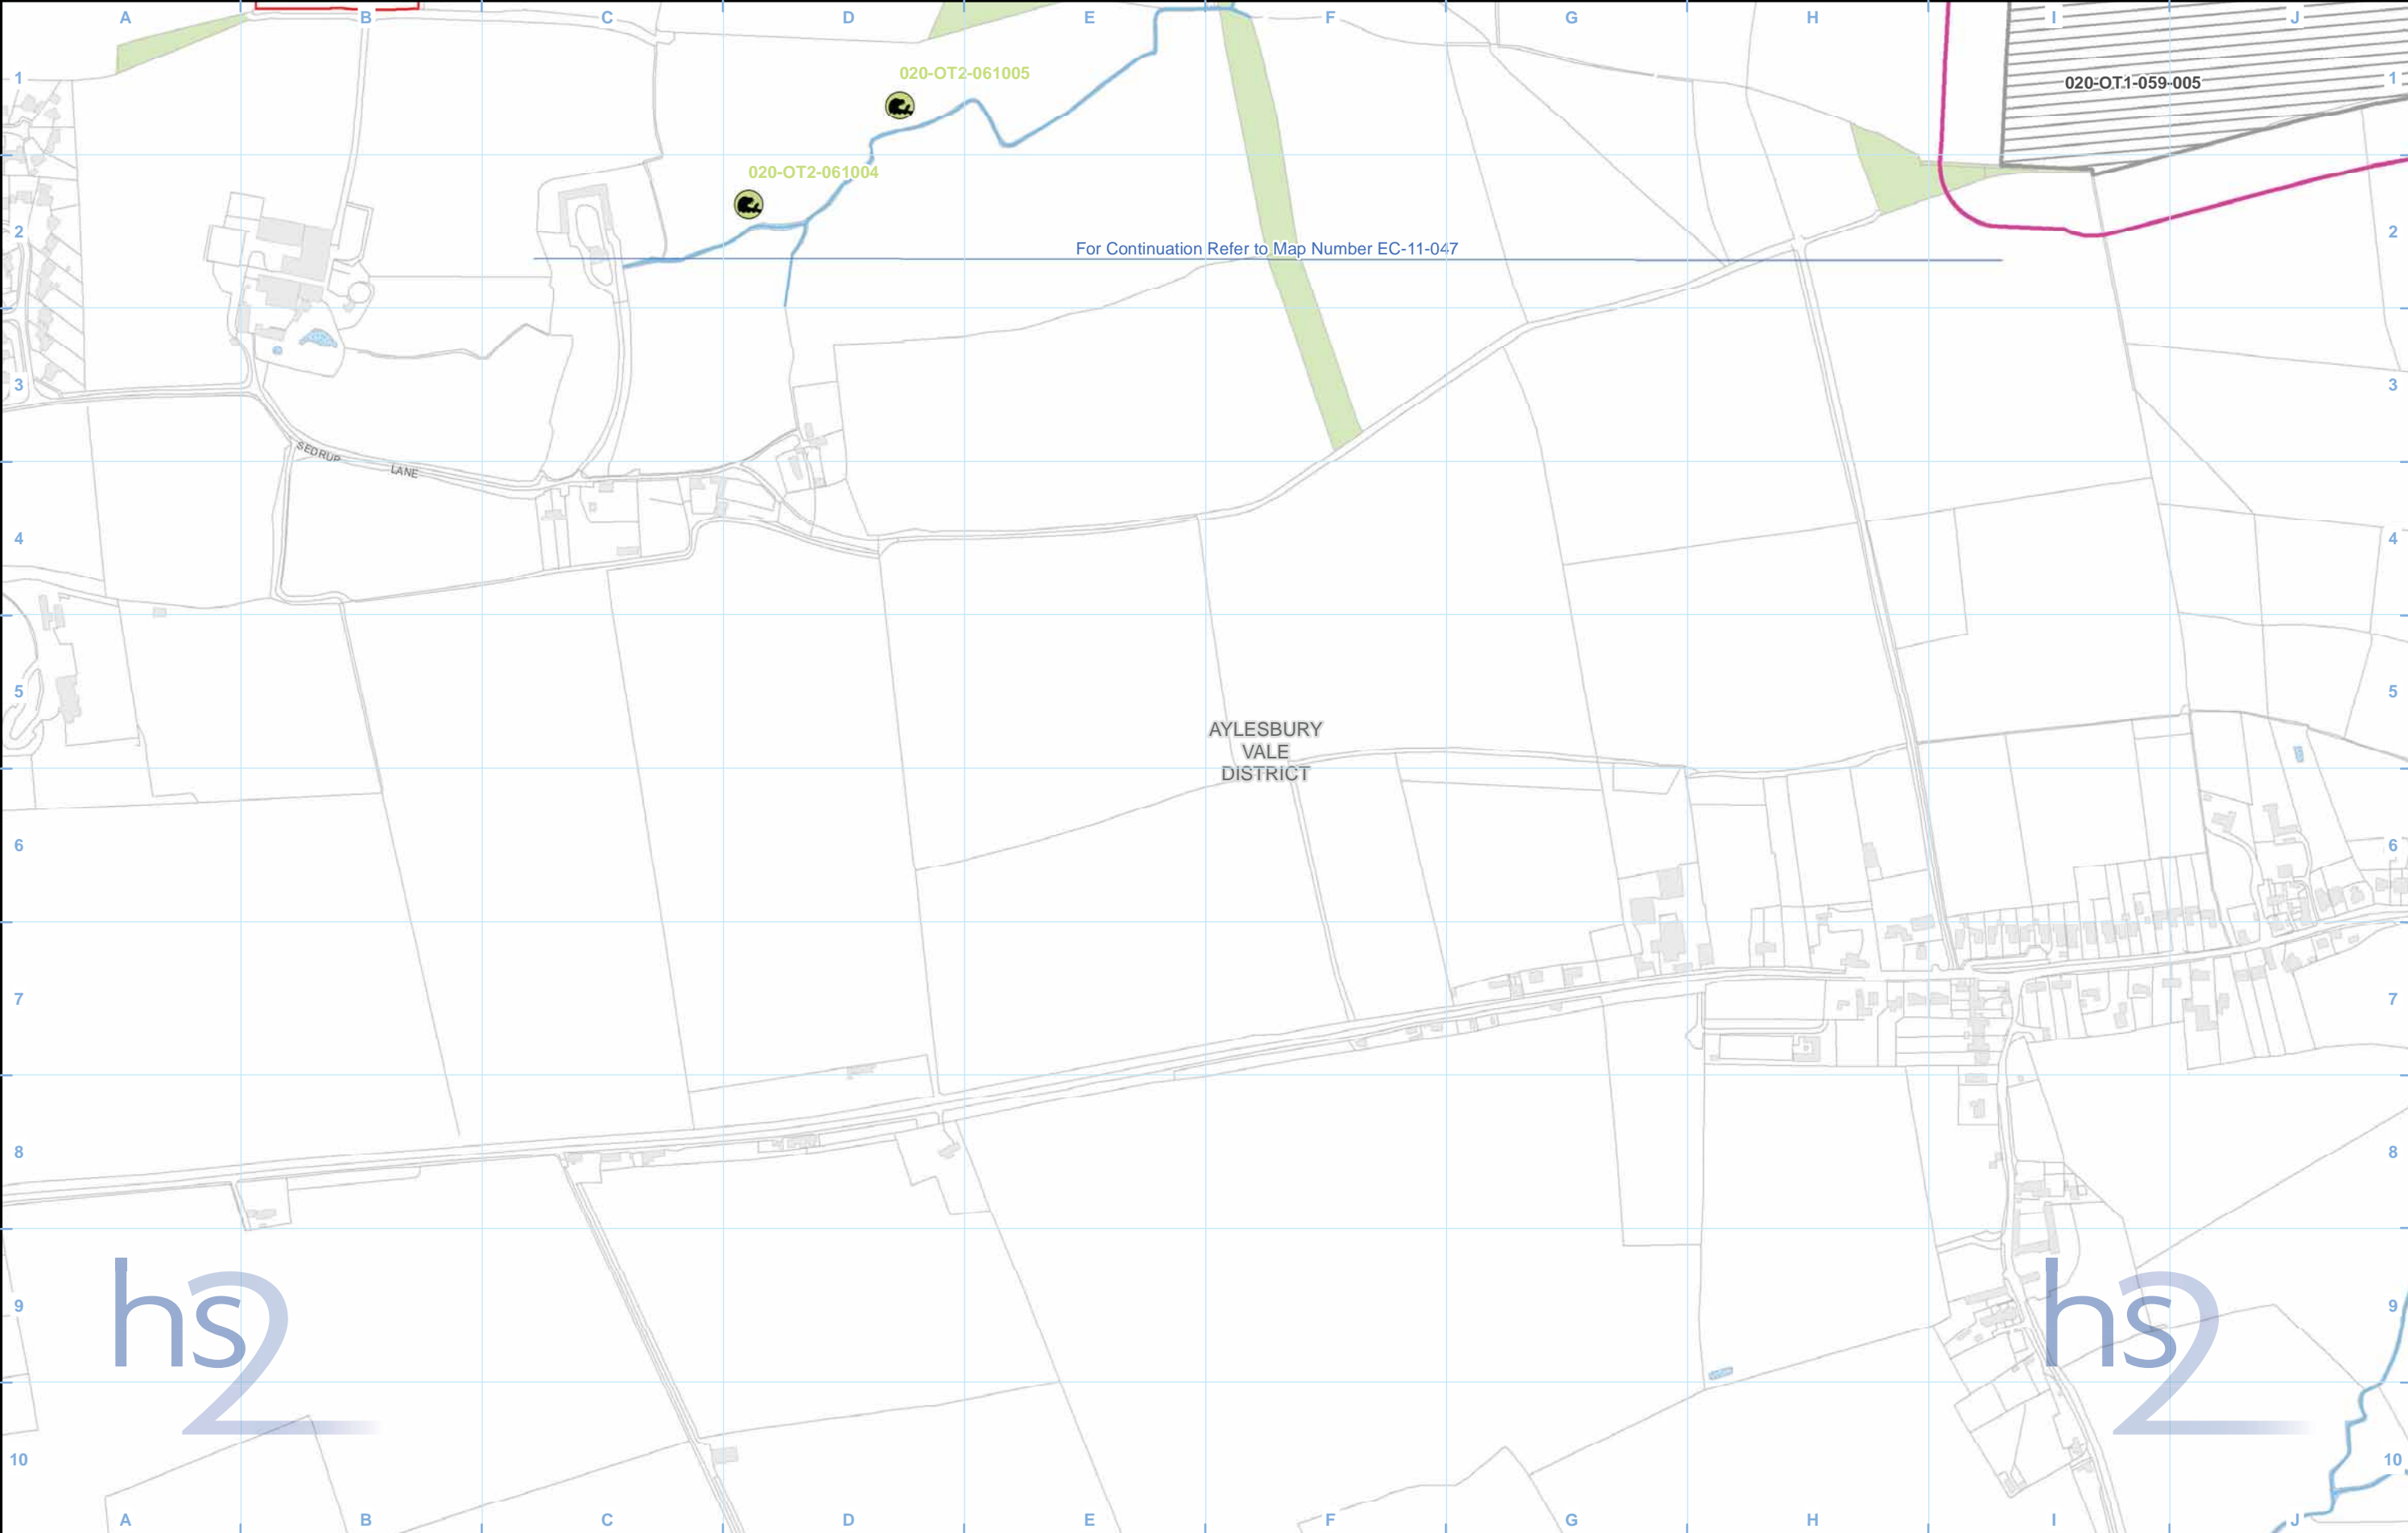 A B C D E F G H I J
1 1
020-OT2-061005
020-OT1-059-005
020-OT2-061004
2 2
For Continuation Refer to Map Number EC-11-047
3 3
SEDRUP LANE
4 4
5 5
AYLESBURY
VALE
DISTRICT
6 6
7 7
8 8
9 9
hs2 hs2
10 10
A B C D E F G H I J